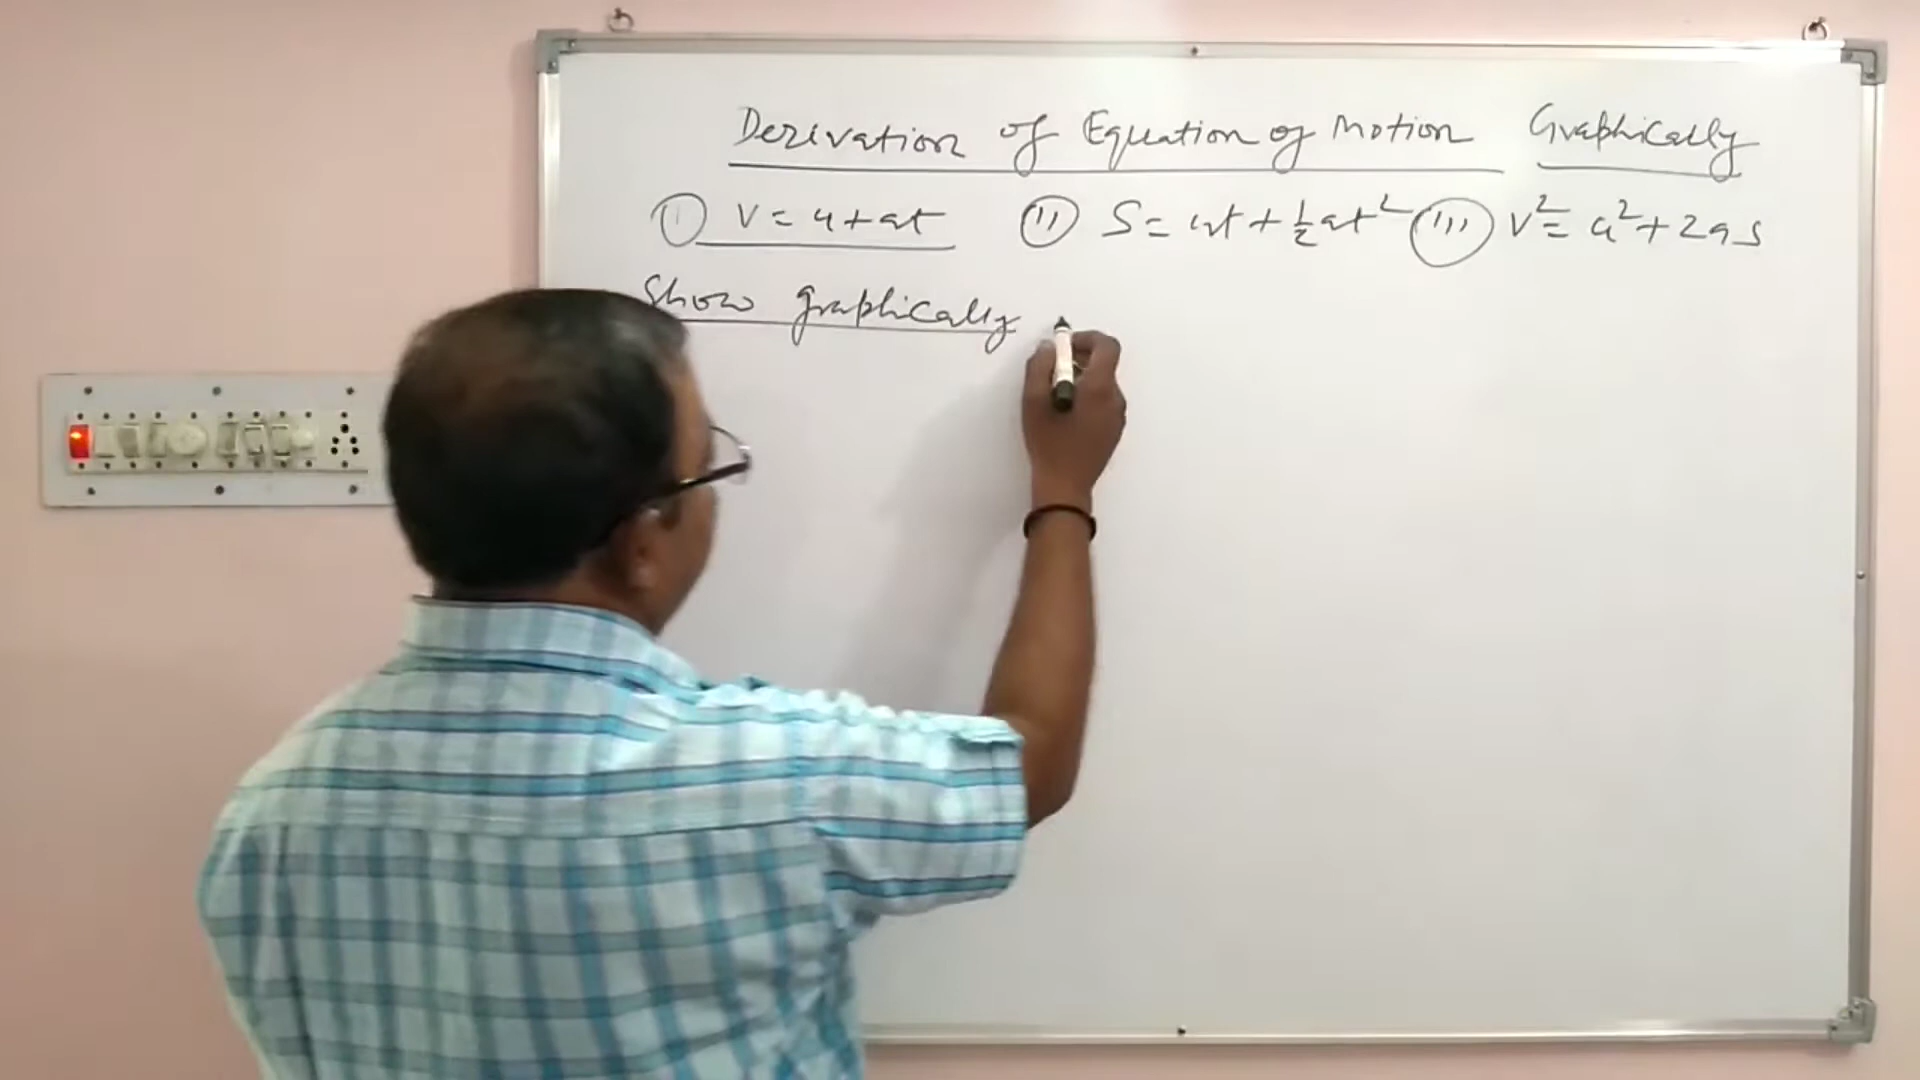 Derivation of Equation of Motion Graphically
(i) v = u + at (ii) S = ut + ½at² (iii) v² = u² + 2as
Show graphically